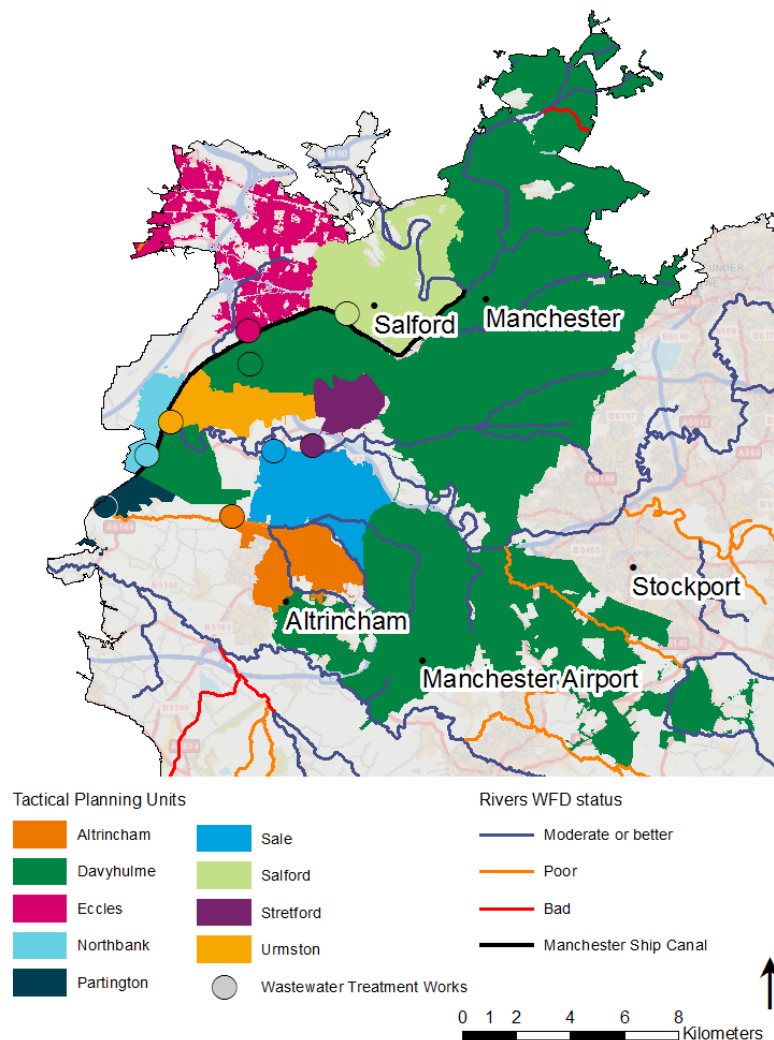 M 60
UNDER
Salford
Manchester
Stockport
Altrincham
Manchester Airport
Tactical Planning Units
Altrincham
Davyhulme
Eccles
Northbank
Partington
Sale
Salford
Stretford
Urmston
Wastewater Treatment Works
Rivers WFD status
Moderate or better
Poor
Bad
Manchester Ship Canal
0 1 2 4 6 8
Kilometers